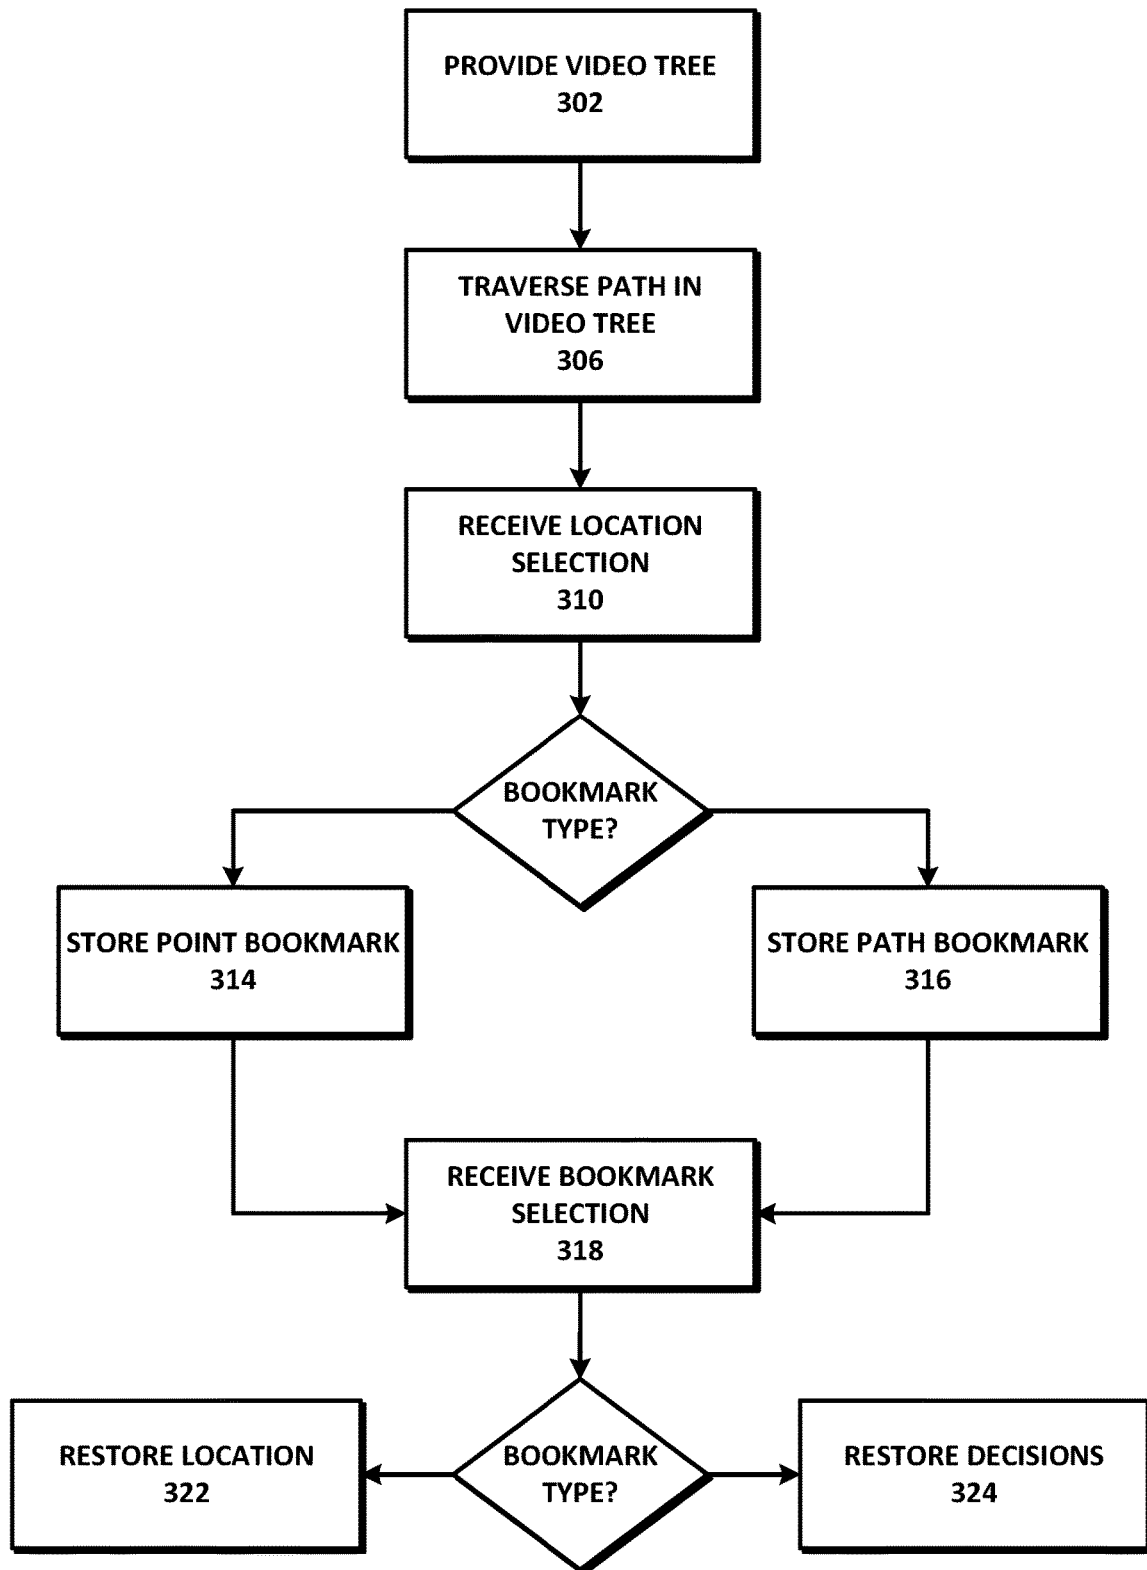 PROVIDE VIDEO TREE
302
TRAVERSE PATH IN
VIDEO TREE
306
RECEIVE LOCATION
SELECTION
310
BOOKMARK
TYPE?
STORE POINT BOOKMARK
314
STORE PATH BOOKMARK
316
RECEIVE BOOKMARK
SELECTION
318
RESTORE LOCATION
322
BOOKMARK
TYPE?
RESTORE DECISIONS
324